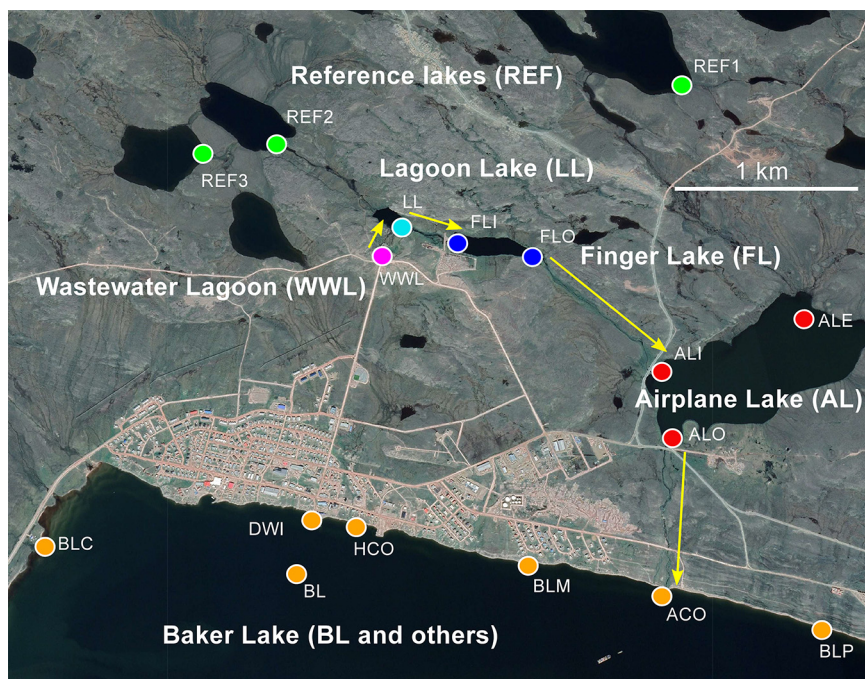 REF1
Reference lakes (REF)
REF2
REF3
Lagoon Lake (LL)
1 km
LL
FLI
FLO
Finger Lake (FL)
WWL
Wastewater Lagoon (WWL)
ALE
ALI
Airplane Lake (AL)
ALO
DWI
HCO
BLC
BLM
BL
ACO
Baker Lake (BL and others)
BLP